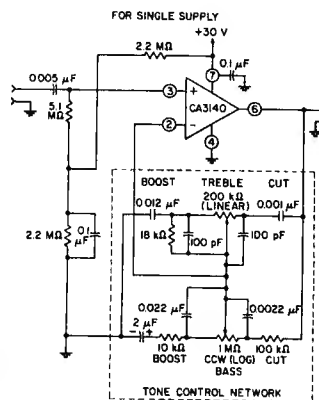 FOR SINGLE SUPPLY
+30 V
2.2 MΩ
0.1 μF
7
0.005 μF
3
+
CA3140
6
5.1 MΩ
2
−
4
BOOST TREBLE CUT
0.012 μF 200 kΩ (LINEAR) 0.001 μF
18 kΩ
100 pF
100 pF
2.2 MΩ
0.1 μF
0.022 μF
0.0022 μF
2 μF
− +
10 kΩ 1 MΩ 100 kΩ
BOOST CCW (LOG) CUT
BASS
TONE CONTROL NETWORK